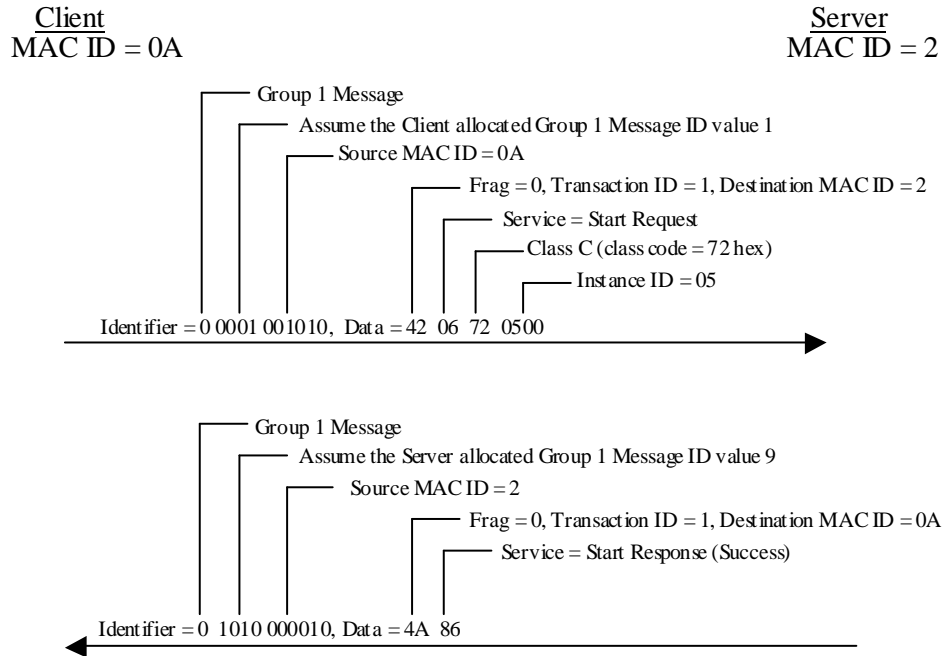 Client
MAC ID = 0A
Server
MAC ID = 2
Group 1 Message
Assume the Client allocated Group 1 Message ID value 1
Source MAC ID = 0A
Frag = 0, Transaction ID = 1, Destination MAC ID = 2
Service = Start Request
Class C (class code = 72 hex)
Instance ID = 05
Identifier = 0 0001 001010, Data = 42 06 72 0500
Group 1 Message
Assume the Server allocated Group 1 Message ID value 9
Source MAC ID = 2
Frag = 0, Transaction ID = 1, Destination MAC ID = 0A
Service = Start Response (Success)
Identifier = 0 1010 000010, Data = 4A 86